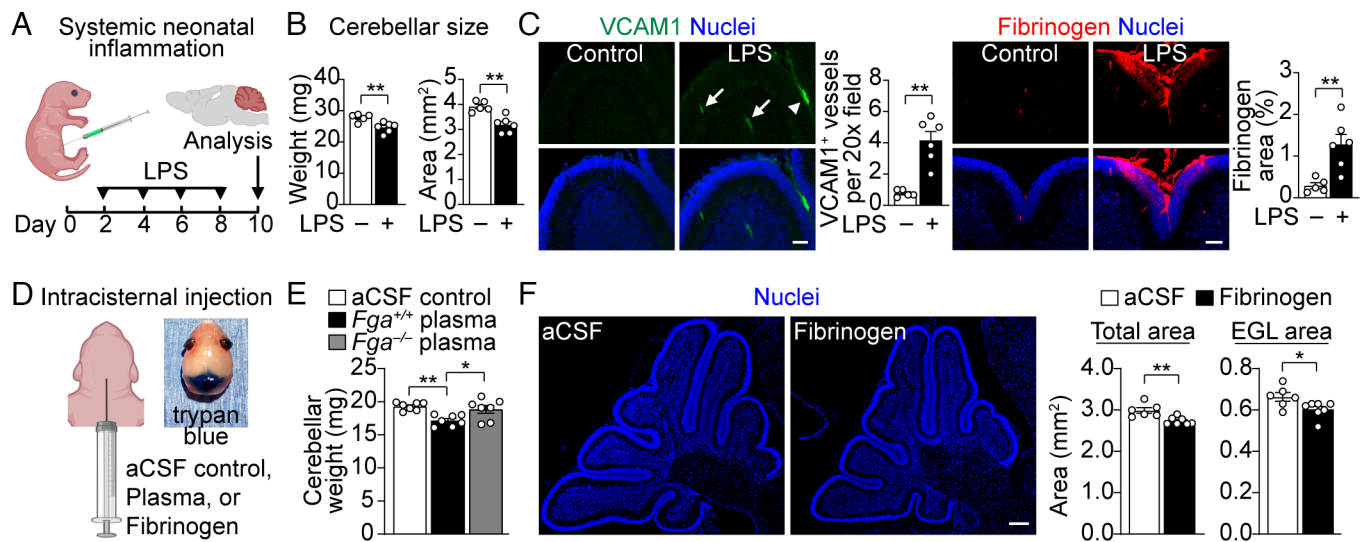 A
Systemic neonatal
inflammation
Analysis
LPS
Day 0 2 4 6 8 10
B
Cerebellar size
Weight (mg)
40
30
20
10
0
**
LPS – +
Area (mm²)
5
4
3
2
1
0
**
LPS – +
C
VCAM1 Nuclei
Control
LPS
VCAM1⁺ vessels
per 20x field
8
6
4
2
0
**
LPS – +
Fibrinogen Nuclei
Control
LPS
Fibrinogen
area (%)
3
2
1
0
**
LPS – +
D
Intracisternal injection
trypan
blue
aCSF control,
Plasma, or
Fibrinogen
E
aCSF control
Fga+/+ plasma
Fga–/– plasma
Cerebellar
weight (mg)
25
20
15
10
5
0
**
*
F
Nuclei
aCSF
Fibrinogen
aCSF Fibrinogen
Total area
Area (mm²)
4.0
3.0
2.0
1.0
0
**
EGL area
0.8
0.6
0.4
0.2
0
*